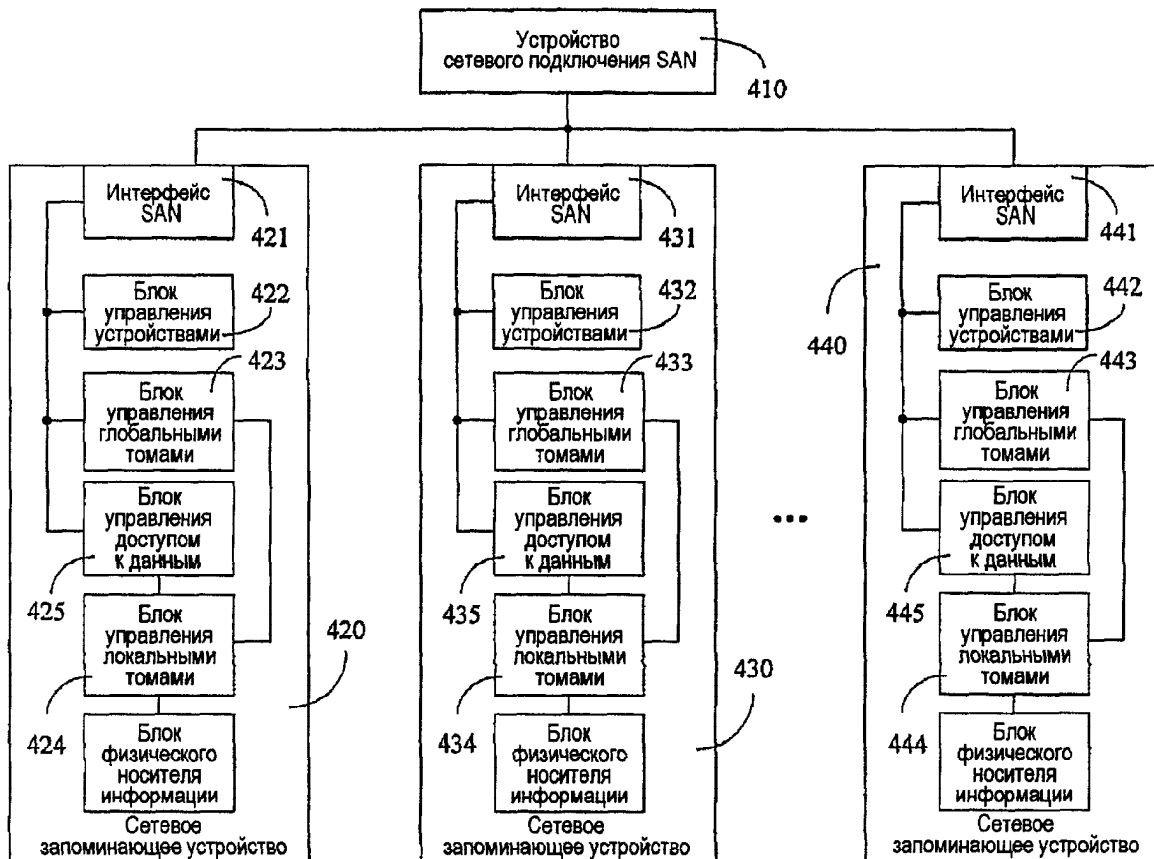 Устройство
сетевого подключения SAN
410
Интерфейс
SAN
421
Блок
управления
устройствами
422
423
Блок
управления
глобальными
томами
Блок
управления
доступом
к данным
425
Блок
управления
локальными
томами
420
424
Блок
физического
носителя
информации
Сетевое
запоминающее устройство
Интерфейс
SAN
431
Блок
управления
устройствами
432
433
Блок
управления
глобальными
томами
Блок
управления
доступом
к данным
435
Блок
управления
локальными
томами
430
434
Блок
физического
носителя
информации
Сетевое
запоминающее устройство
...
Интерфейс
SAN
441
440
Блок
управления
устройствами
442
443
Блок
управления
глобальными
томами
Блок
управления
доступом
к данным
445
Блок
управления
локальными
томами
444
Блок
физического
носителя
информации
Сетевое
запоминающее устройство